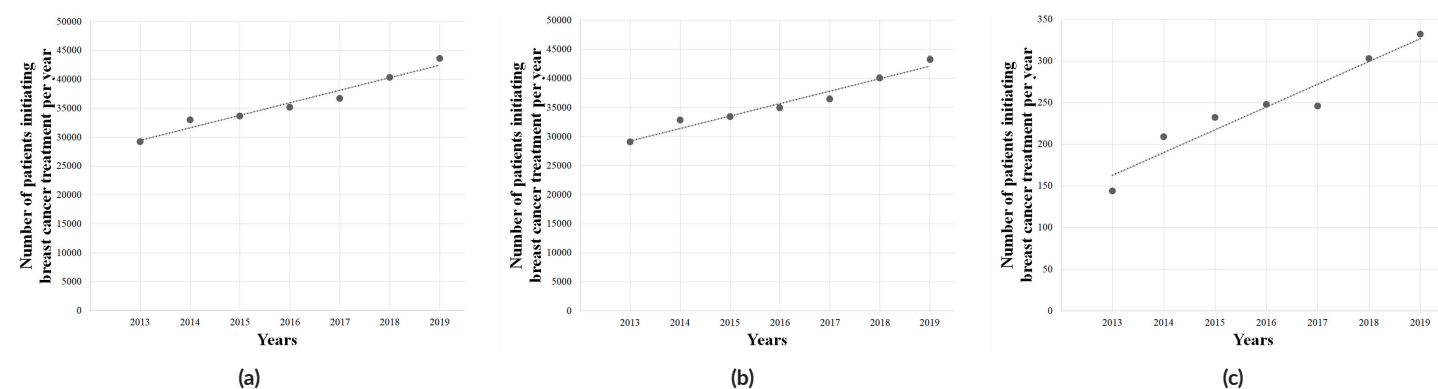 Number of patients initiating
breast cancer treatment per year
50000
45000
40000
35000
30000
25000
20000
15000
10000
5000
0
2013 2014 2015 2016 2017 2018 2019
Years
(a)
Number of patients initiating
breast cancer treatment per year
50000
45000
40000
35000
30000
25000
20000
15000
10000
5000
0
2013 2014 2015 2016 2017 2018 2019
Years
(b)
Number of patients initiating
breast cancer treatment per year
350
300
250
200
150
100
50
0
2013 2014 2015 2016 2017 2018 2019
Years
(c)